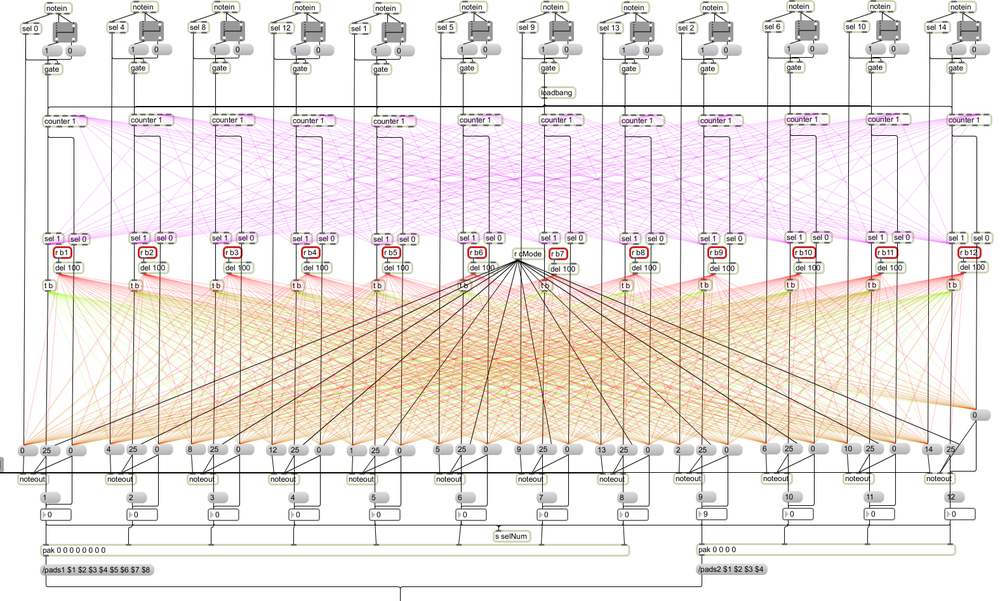 notein notein notein notein notein notein notein notein notein notein notein notein
sel 0 sel 4 sel 8 sel 12 sel 1 sel 5 sel 9 sel 13 sel 2 sel 6 sel 10 sel 14
1 0 1 0 1 0 1 0 1 0 1 0 1 0 1 0 1 0 1 0 1 0 1 0
gate gate gate gate gate gate gate gate gate gate gate gate
loadbang
counter 1 counter 1 counter 1 counter 1 counter 1 counter 1 counter 1 counter 1 counter 1 counter 1 counter 1 counter 1
sel 1 sel 0 sel 1 sel 0 sel 1 sel 0 sel 1 sel 0 sel 1 sel 0 sel 1 sel 0 sel 1 sel 0 sel 1 sel 0 sel 1 sel 0 sel 1 sel 0 sel 1 sel 0 sel 1 sel 0
r b1 r b2 r b3 r b4 r b5 r b6 r cMode r b7 r b8 r b9 r b10 r b11 r b12
del 100 del 100 del 100 del 100 del 100 del 100 del 100 del 100 del 100 del 100 del 100 del 100
t b t b t b t b t b t b t b t b t b t b t b t b
0
0 25 0 4 25 0 8 25 0 12 25 0 1 25 0 5 25 0 9 25 0 13 25 0 2 25 0 6 25 0 10 25 0 14 25
noteout noteout noteout noteout noteout noteout noteout noteout noteout noteout noteout noteout
1 2 3 4 5 6 7 8 9 10 11 12
0 0 0 0 0 0 0 0 9 0 0 0
s selNum
pak 0 0 0 0 0 0 0 0 pak 0 0 0 0
/pads1 $1 $2 $3 $4 $5 $6 $7 $8 /pads2 $1 $2 $3 $4